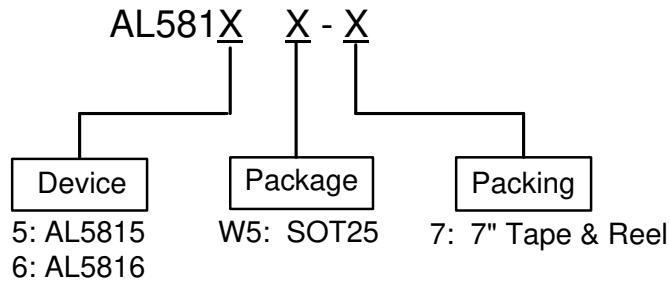 AL581X X - X
Device
Package
Packing
5: AL5815
6: AL5816
W5: SOT25
7: 7" Tape & Reel